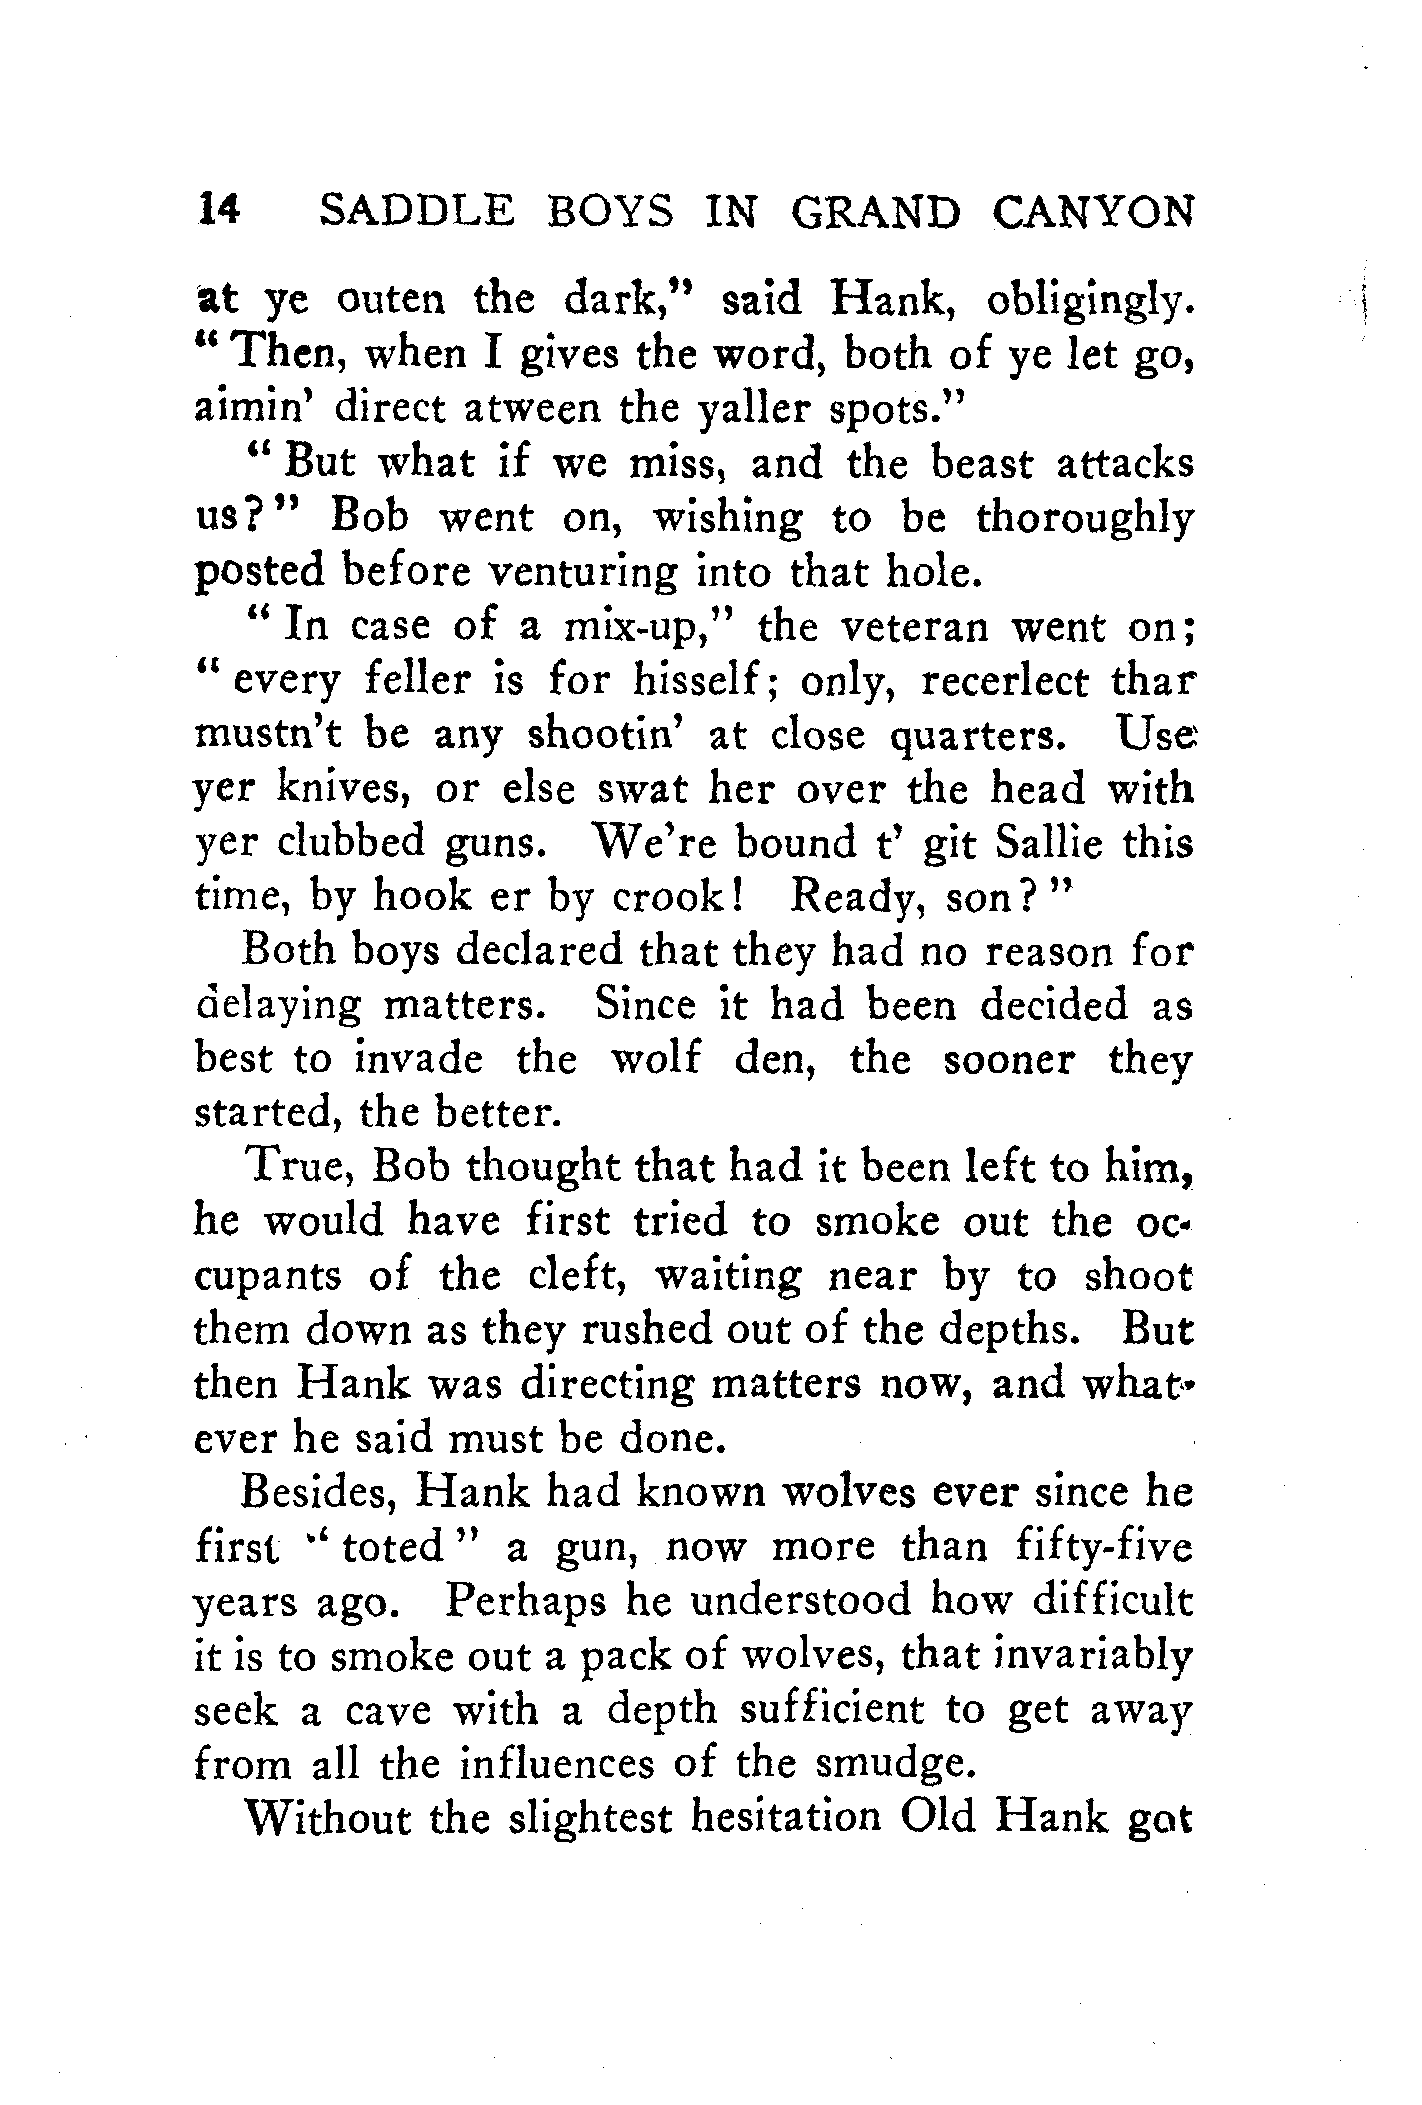 14 SADDLE BOYS IN GRAND CANYON
at ye outen the dark," said Hank, obligingly.
"Then, when I gives the word, both of ye let go,
aimin' direct atween the yaller spots."
"But what if we miss, and the beast attacks
us?" Bob went on, wishing to be thoroughly
posted before venturing into that hole.
"In case of a mix-up," the veteran went on;
"every feller is for hisself; only, recerlect thar
mustn't be any shootin' at close quarters. Use
yer knives, or else swat her over the head with
yer clubbed guns. We're bound t' git Sallie this
time, by hook er by crook! Ready, son?"
Both boys declared that they had no reason for
delaying matters. Since it had been decided as
best to invade the wolf den, the sooner they
started, the better.
True, Bob thought that had it been left to him,
he would have first tried to smoke out the oc-
cupants of the cleft, waiting near by to shoot
them down as they rushed out of the depths. But
then Hank was directing matters now, and what-
ever he said must be done.
Besides, Hank had known wolves ever since he
first "toted" a gun, now more than fifty-five
years ago. Perhaps he understood how difficult
it is to smoke out a pack of wolves, that invariably
seek a cave with a depth sufficient to get away
from all the influences of the smudge.
Without the slightest hesitation Old Hank got